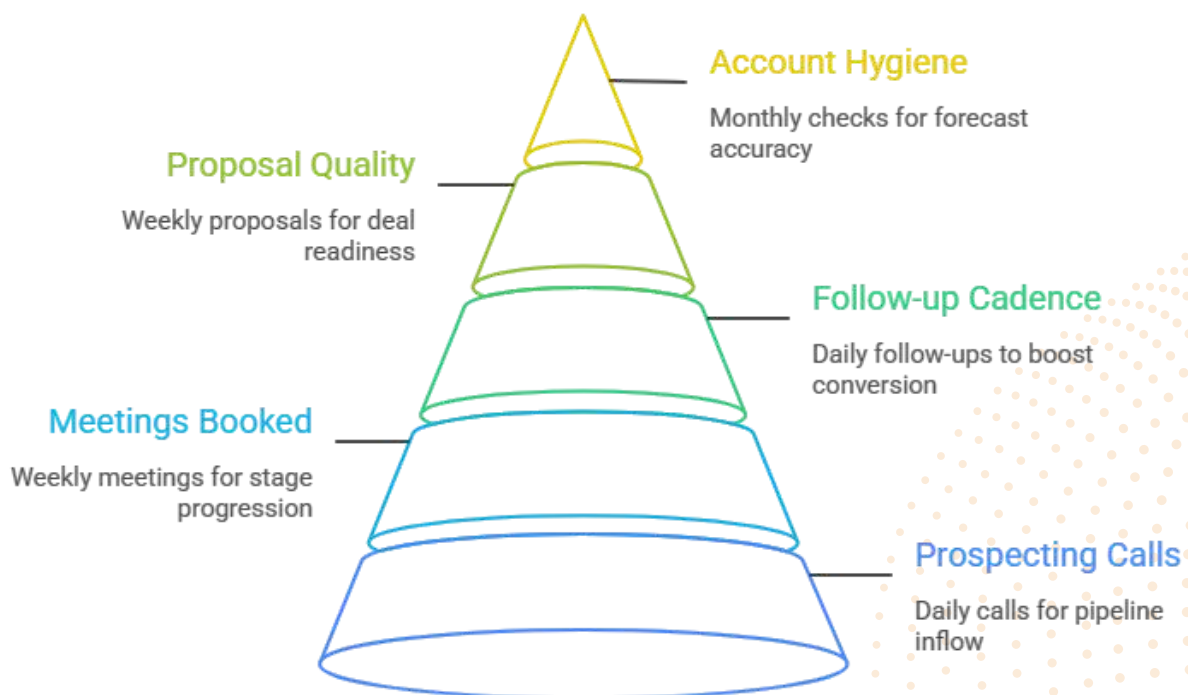 Account Hygiene
Monthly checks for forecast
accuracy
Proposal Quality
Weekly proposals for deal
readiness
Follow-up Cadence
Daily follow-ups to boost
conversion
Meetings Booked
Weekly meetings for stage
progression
Prospecting Calls
Daily calls for pipeline
inflow